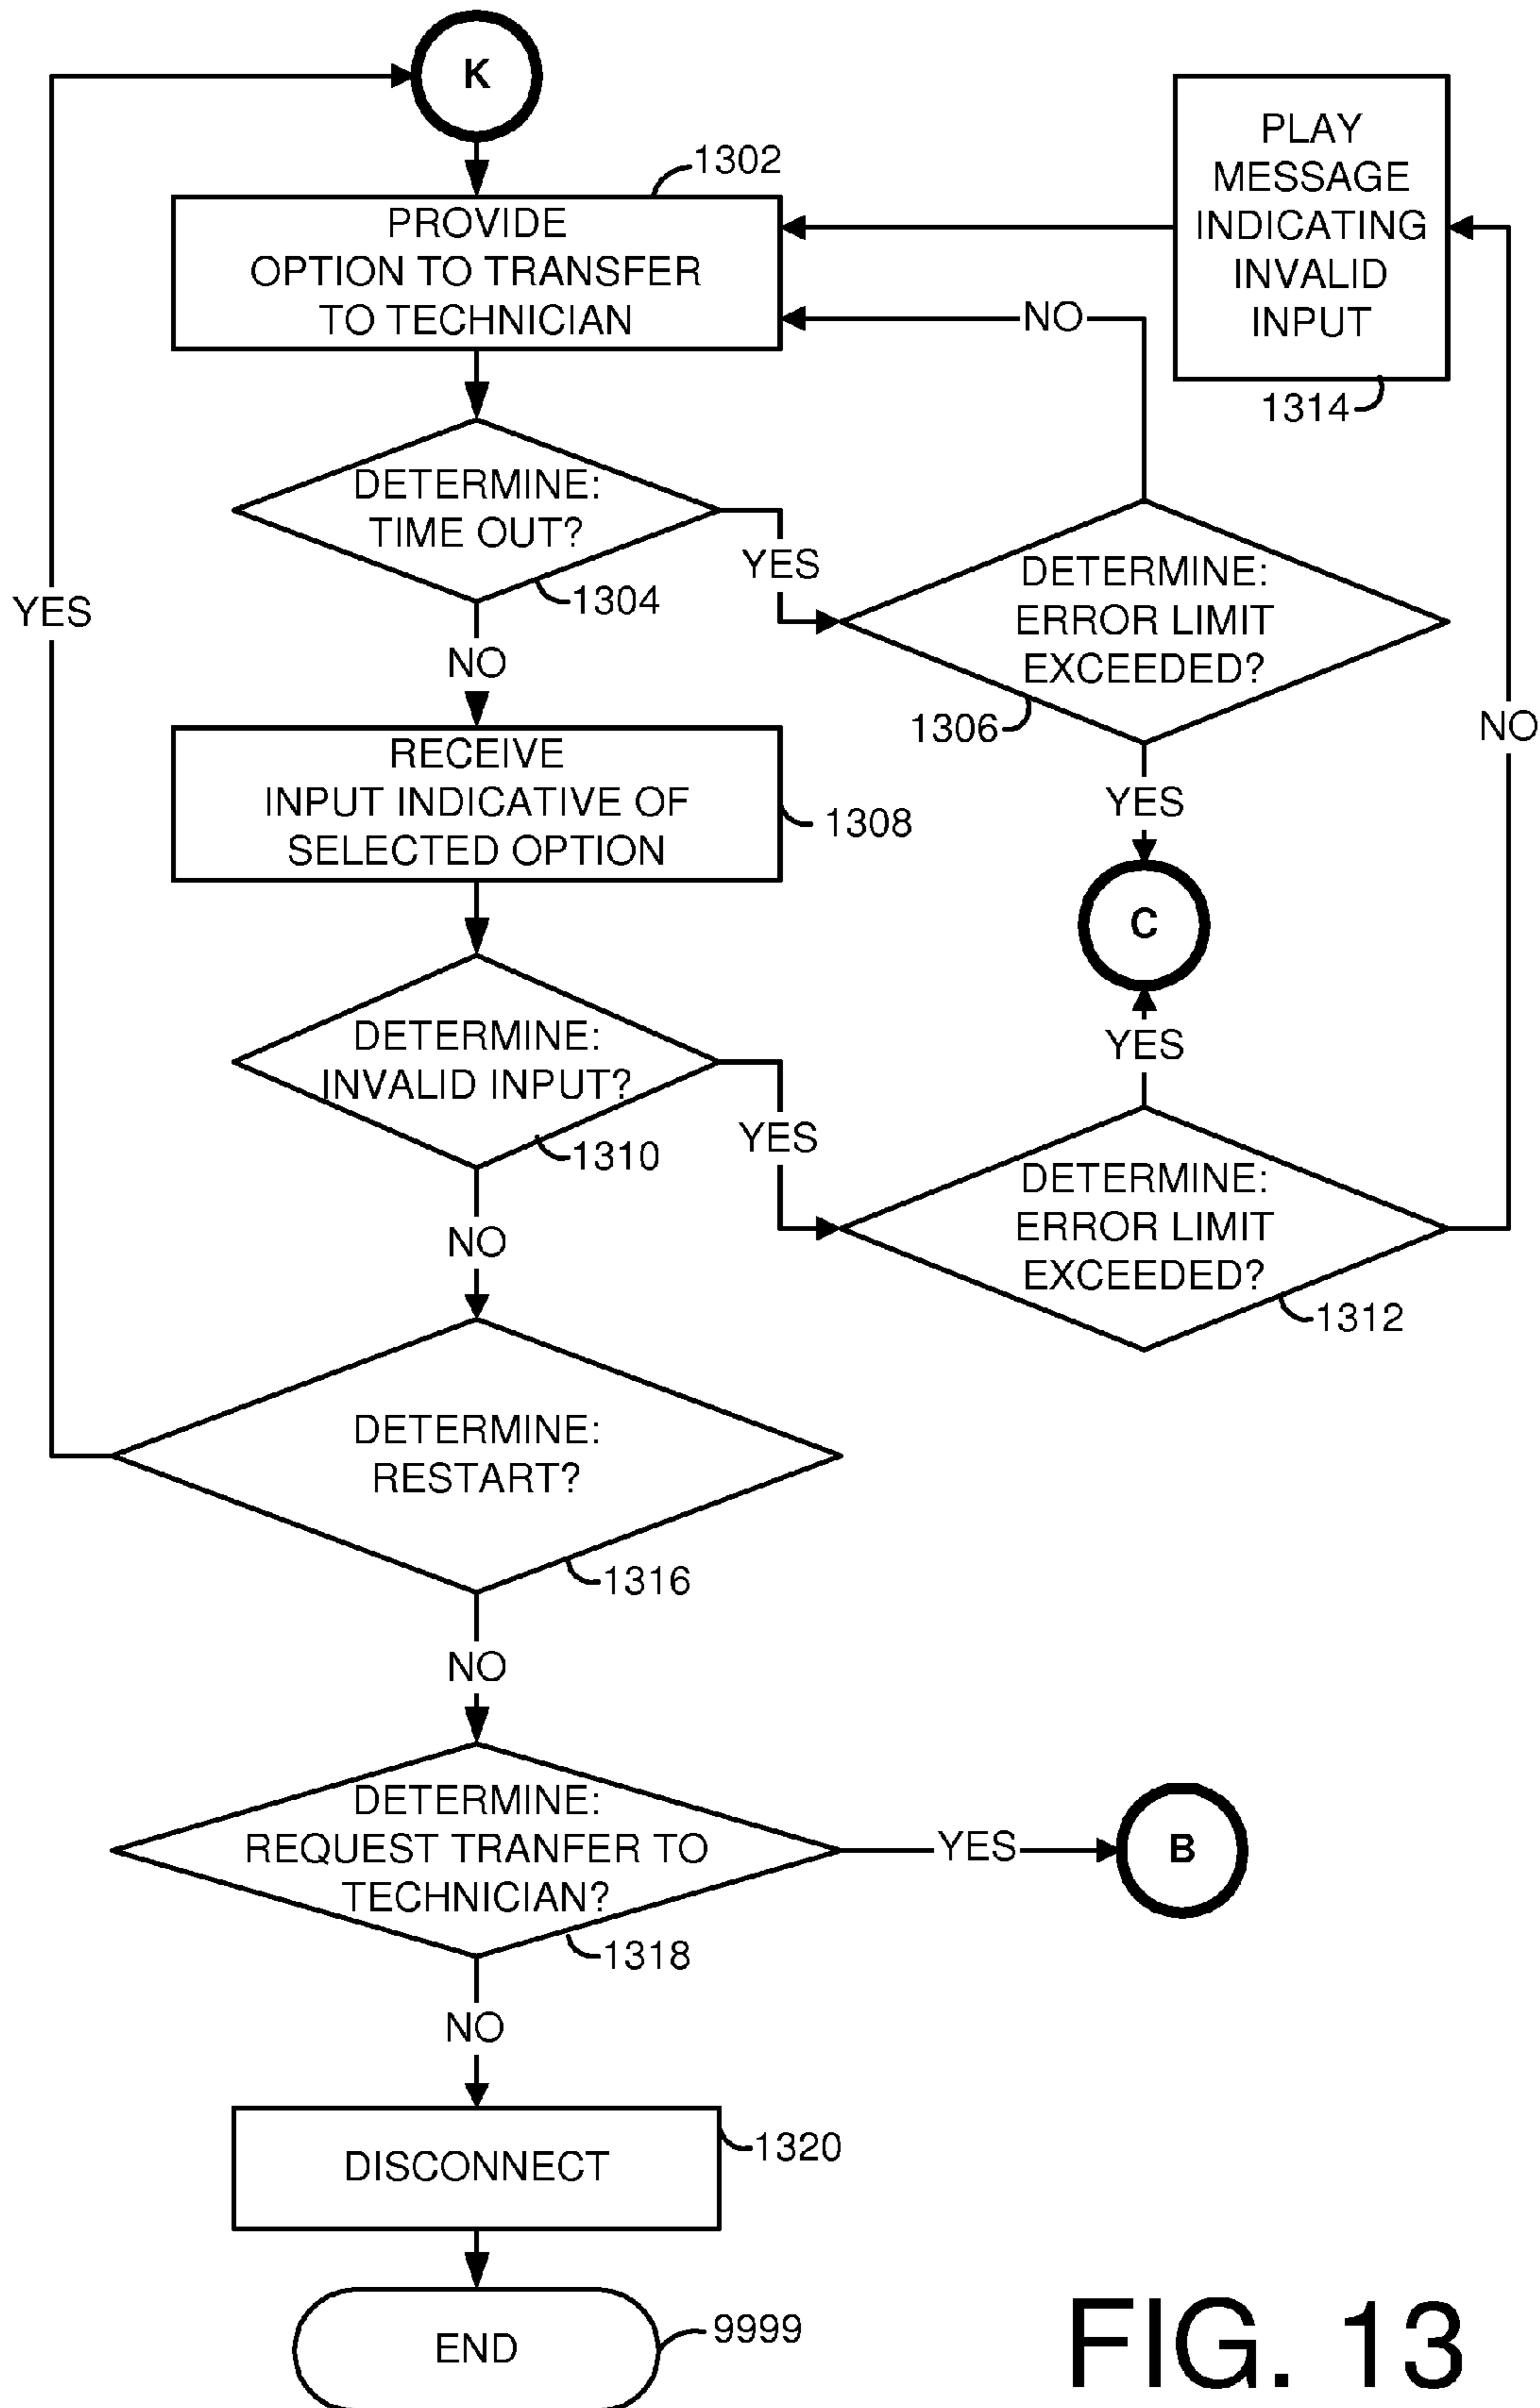 K
1302
PROVIDE
OPTION TO TRANSFER
TO TECHNICIAN
PLAY
MESSAGE
INDICATING
INVALID
INPUT
1314
NO
DETERMINE:
TIME OUT?
1304
YES
DETERMINE:
ERROR LIMIT
EXCEEDED?
1306
YES
NO
NO
YES
RECEIVE
INPUT INDICATIVE OF
SELECTED OPTION
1308
C
DETERMINE:
INVALID INPUT?
1310
YES
YES
DETERMINE:
ERROR LIMIT
EXCEEDED?
1312
NO
DETERMINE:
RESTART?
1316
NO
DETERMINE:
REQUEST TRANFER TO
TECHNICIAN?
1318
YES
B
NO
DISCONNECT
1320
END
9999
FIG. 13